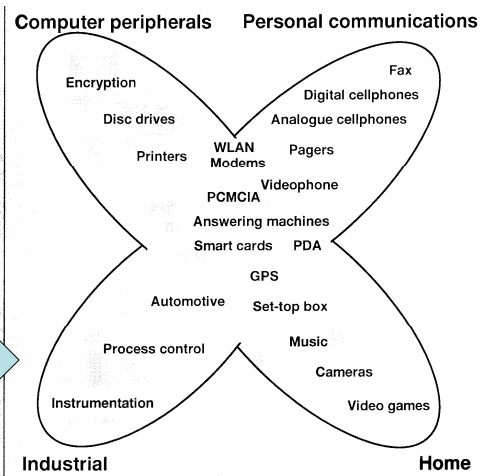 Computer peripherals Personal communications
Fax
Encryption
Digital cellphones
Disc drives
Analogue cellphones
WLAN
Modems
Printers
Pagers
Videophone
PCMCIA
Answering machines
Smart cards PDA
GPS
Automotive
Set-top box
Music
Process control
Cameras
Instrumentation
Video games
Industrial
Home